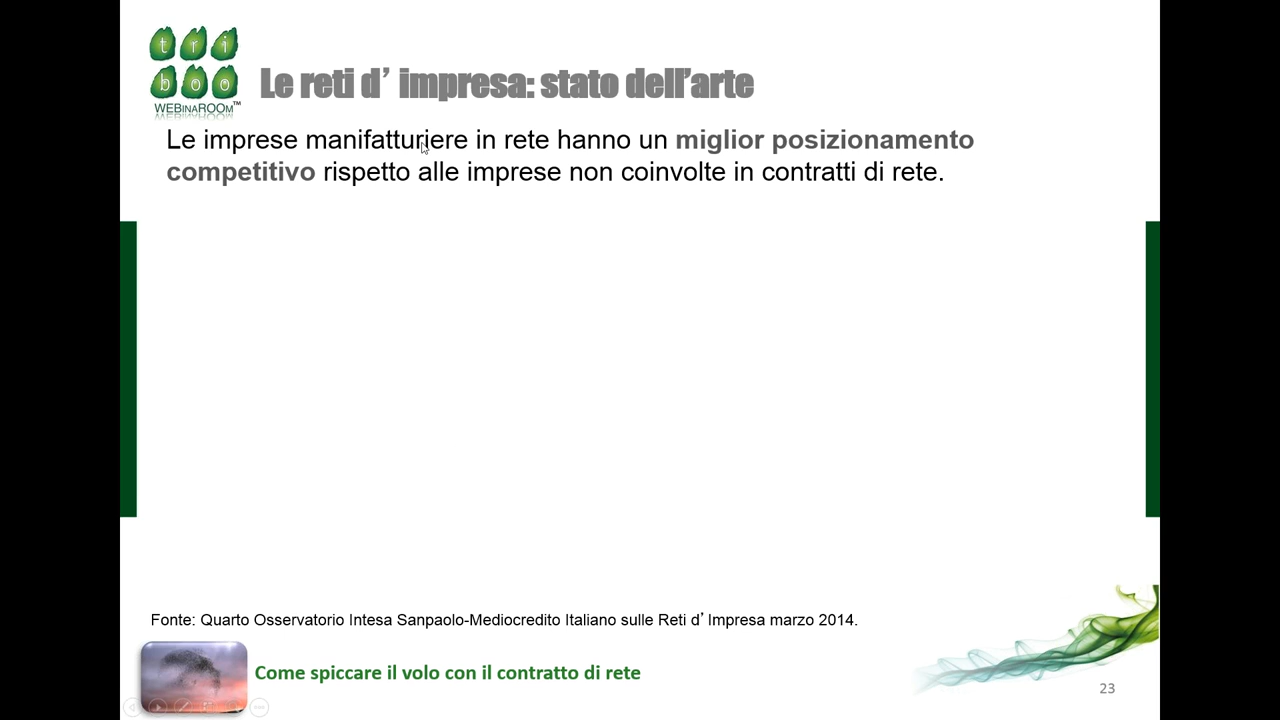 tri
boo
WEBINAROOM™
Le reti d’ impresa: stato dell’arte
Le imprese manifatturiere in rete hanno un miglior posizionamento
competitivo rispetto alle imprese non coinvolte in contratti di rete.
Fonte: Quarto Osservatorio Intesa Sanpaolo-Mediocredito Italiano sulle Reti d’ Impresa marzo 2014.
Come spiccare il volo con il contratto di rete
23